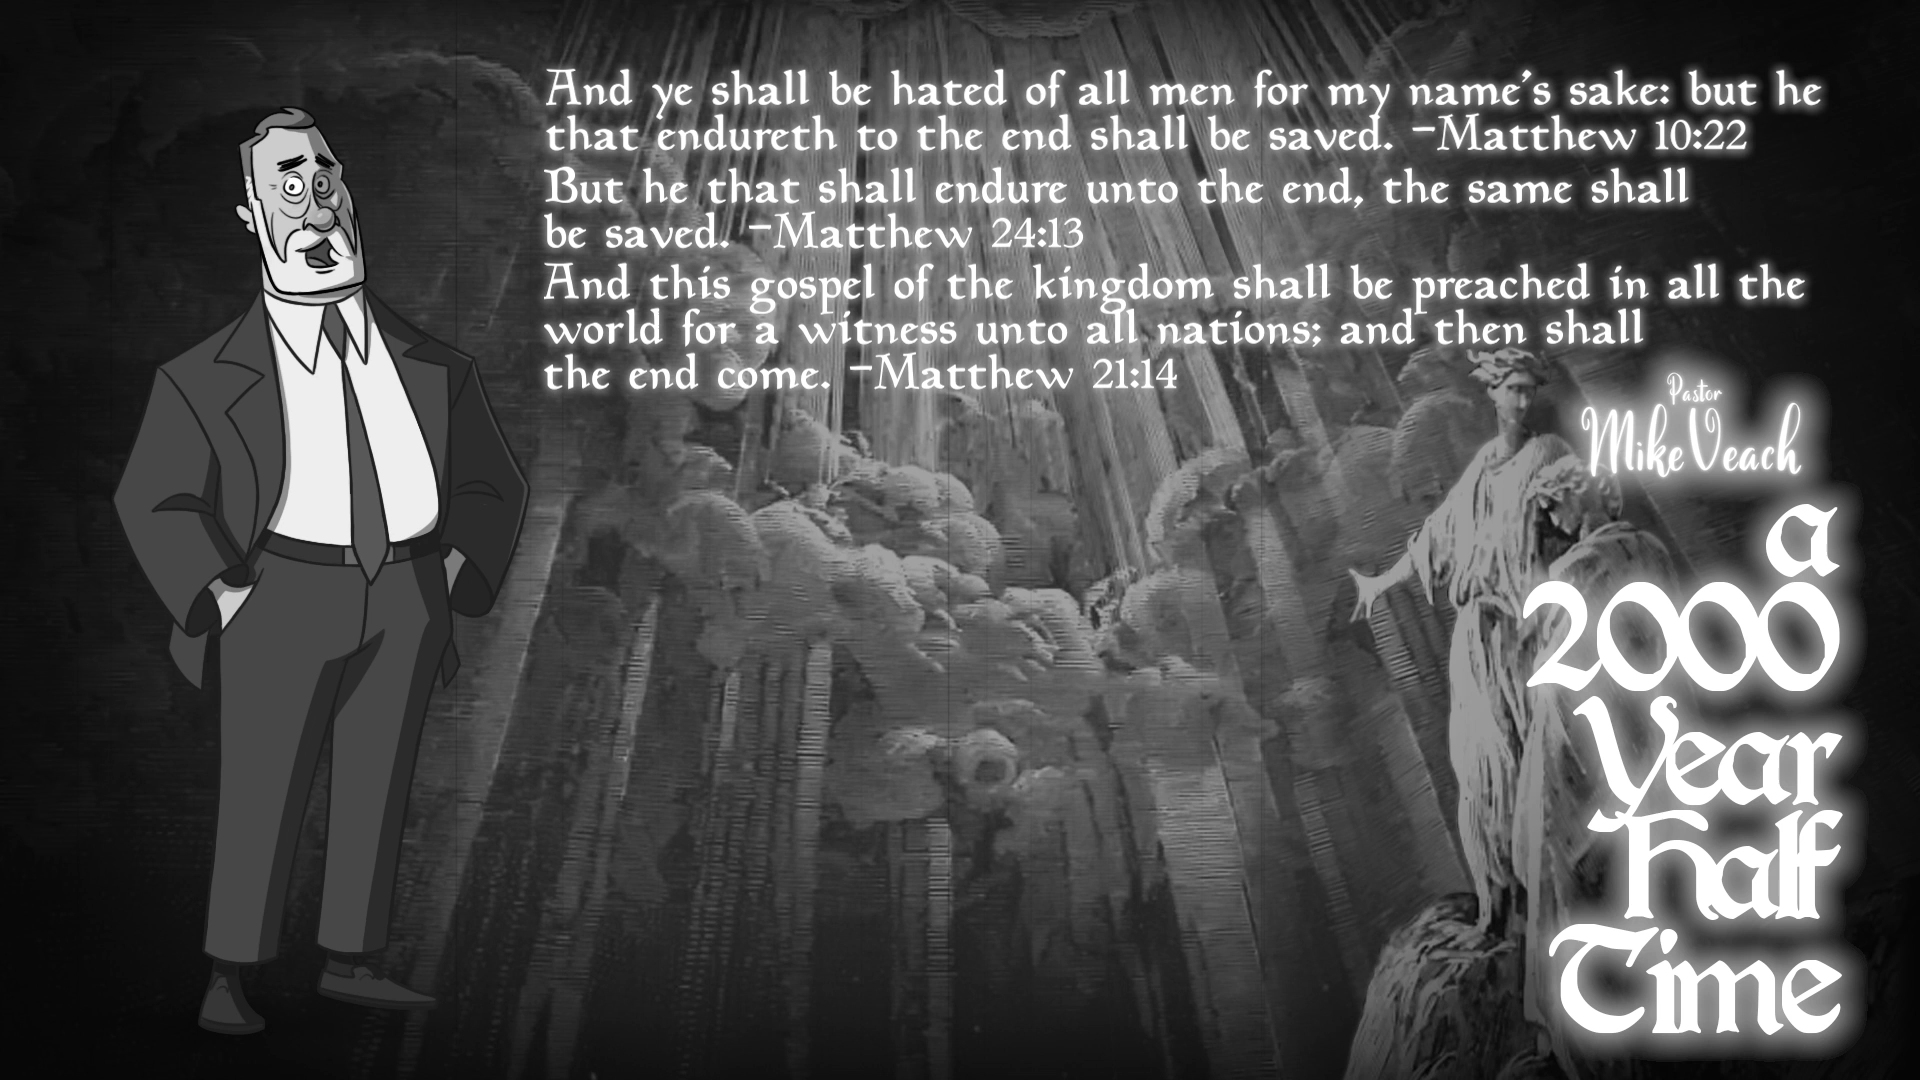 And ye shall be hated of all men for my name's sake: but he
that endureth to the end shall be saved. -Matthew 10:22
But he that shall endure unto the end, the same shall
be saved. -Matthew 24:13
And this gospel of the kingdom shall be preached in all the
world for a witness unto all nations; and then shall
the end come. -Matthew 21:14
Pastor
Mike Veach
a
2000
Year
Half
Time